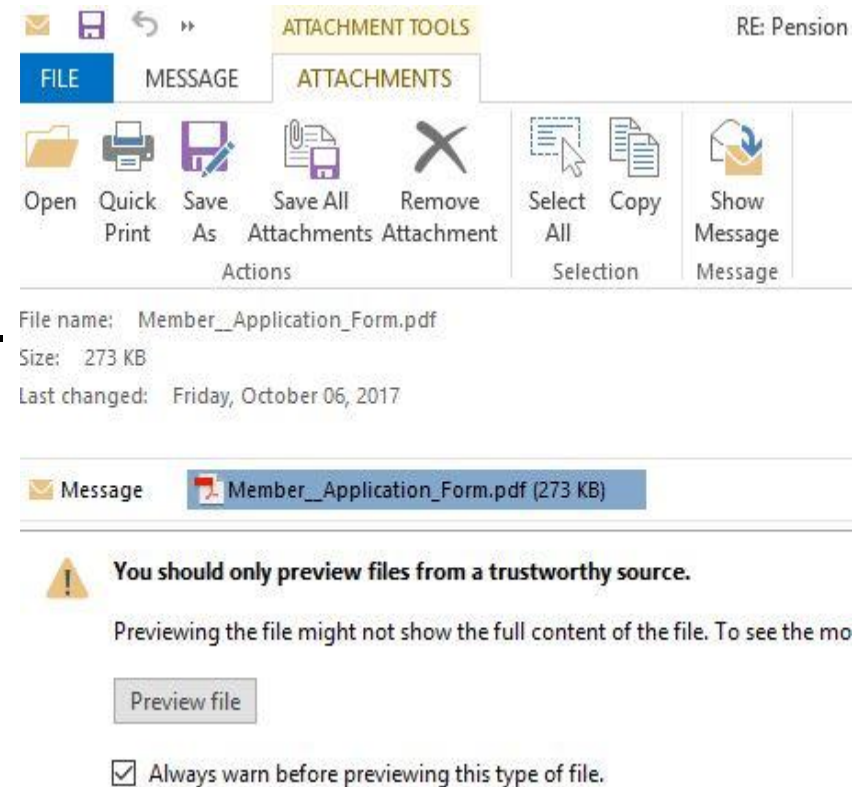 ATTACHMENT TOOLS RE: Pension
FILE MESSAGE ATTACHMENTS
Open Quick Save Save All Remove Select Copy Show
Print As Attachments Attachment All Message
Actions Selection Message
File name: Member__Application_Form.pdf
Size: 273 KB
Last changed: Friday, October 06, 2017
Message Member__Application_Form.pdf (273 KB)
You should only preview files from a trustworthy source.
Previewing the file might not show the full content of the file. To see the mo
Preview file
Always warn before previewing this type of file.